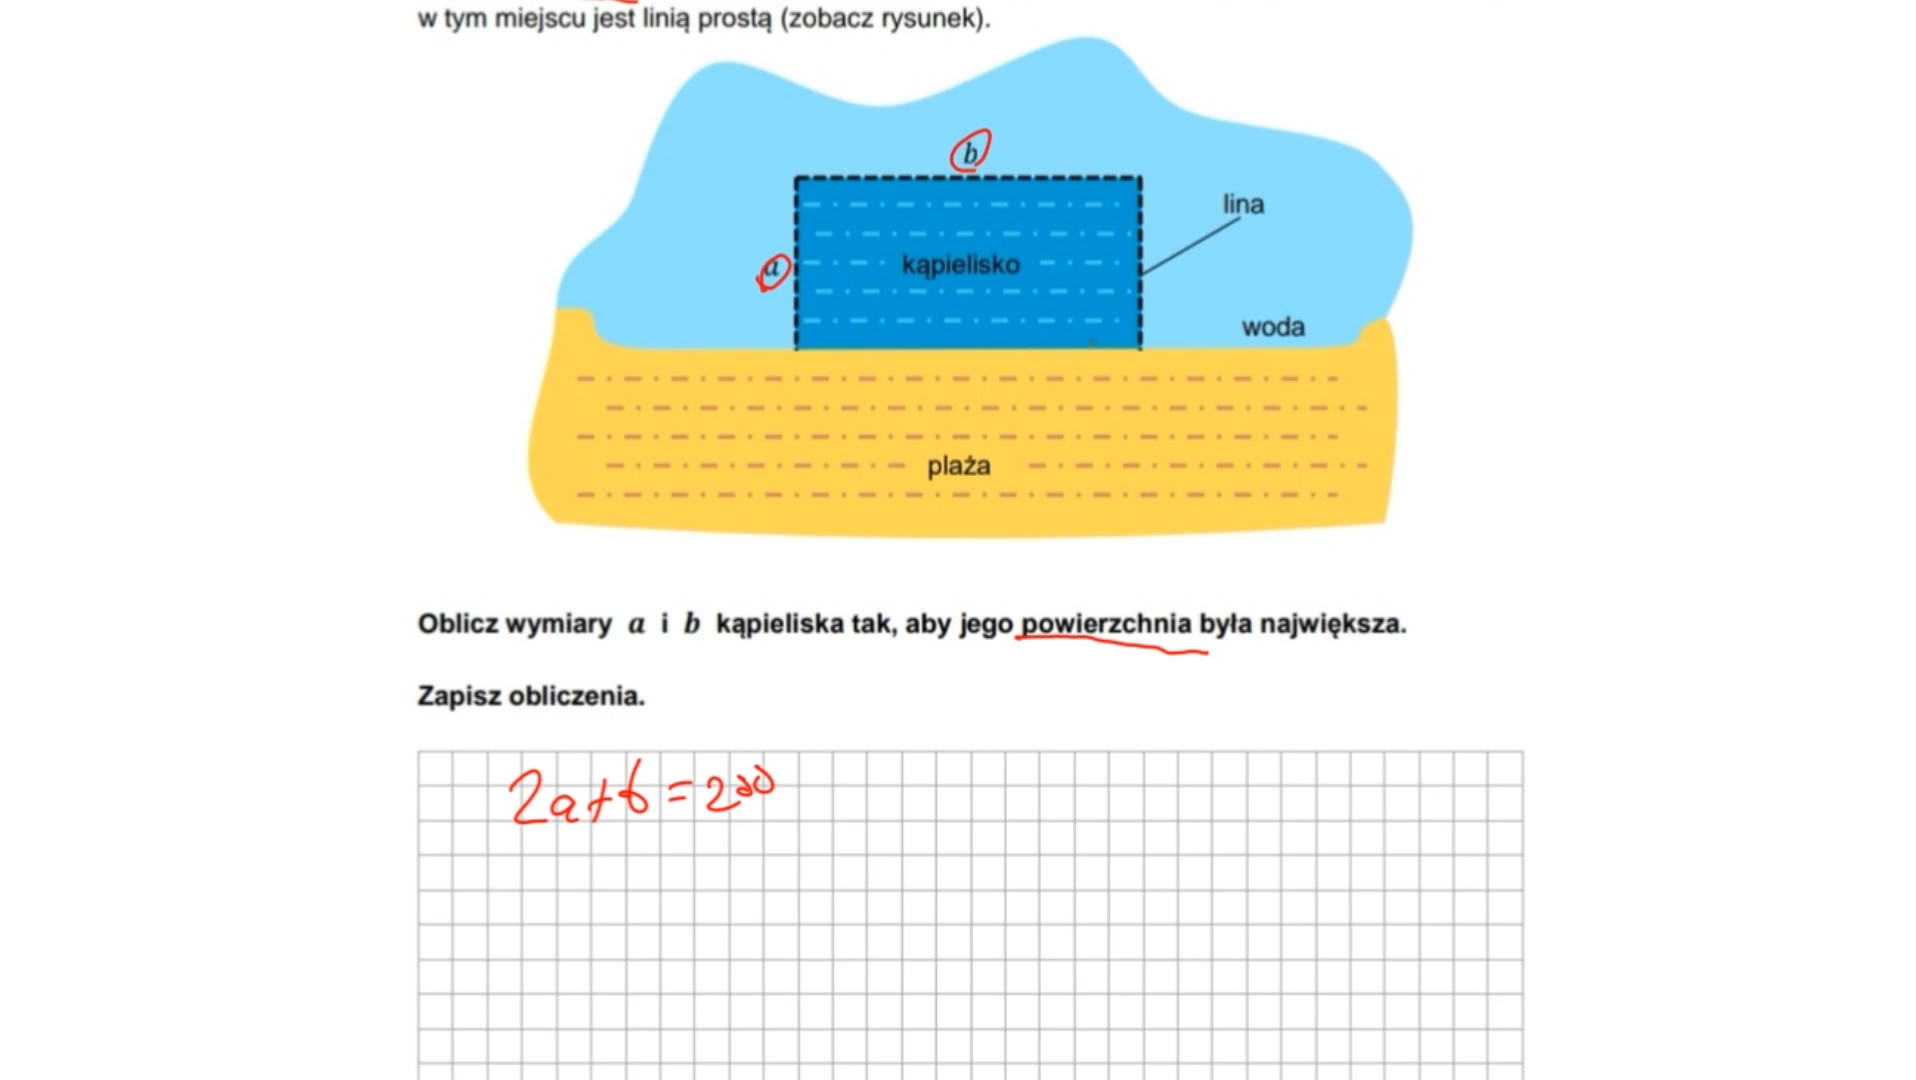 w tym miejscu jest linią prostą (zobacz rysunek).
b
lina
a
kąpielisko
woda
plaża
Oblicz wymiary a i b kąpieliska tak, aby jego powierzchnia była największa.
Zapisz obliczenia.
2a+b=200